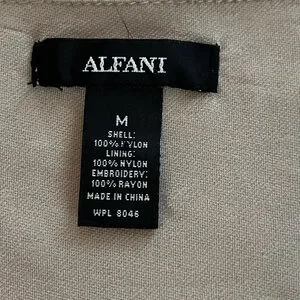 ALFANI
M
SHELL:
100% NYLON
LINING:
100% NYLON
EMBROIDERY:
100% RAYON
MADE IN CHINA
WPL 8046